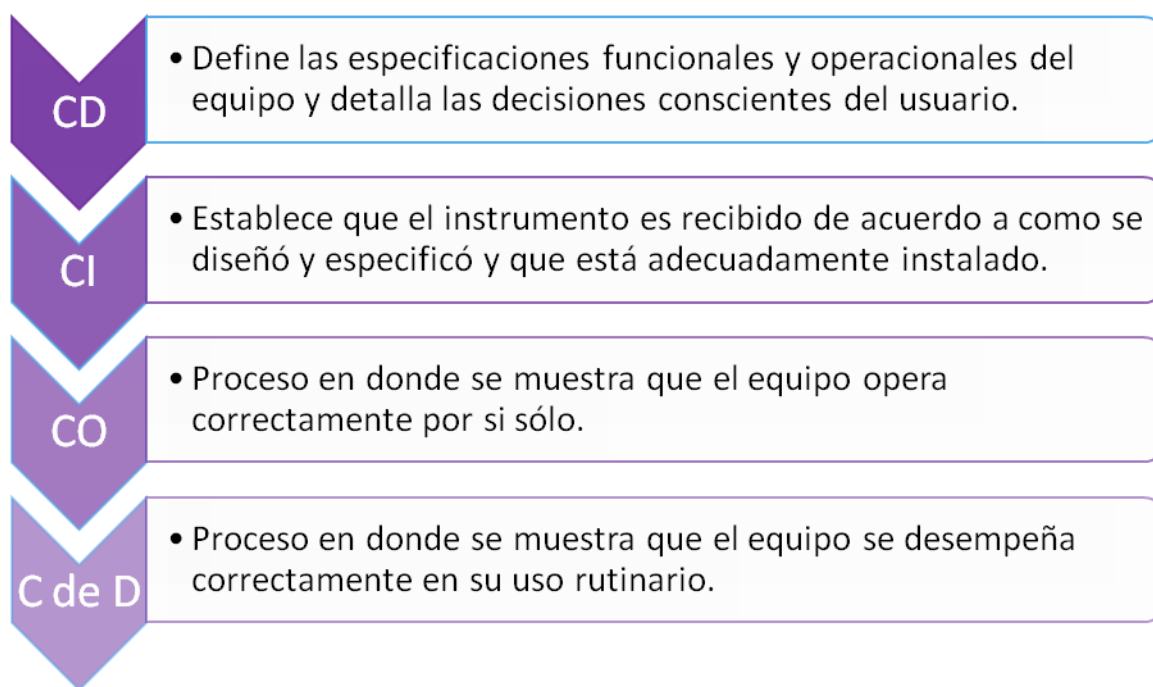 CD
• Define las especificaciones funcionales y operacionales del
equipo y detalla las decisiones conscientes del usuario.
CI
• Establece que el instrumento es recibido de acuerdo a como se
diseñó y especificó y que está adecuadamente instalado.
CO
• Proceso en donde se muestra que el equipo opera
correctamente por si sólo.
C de D
• Proceso en donde se muestra que el equipo se desempeña
correctamente en su uso rutinario.